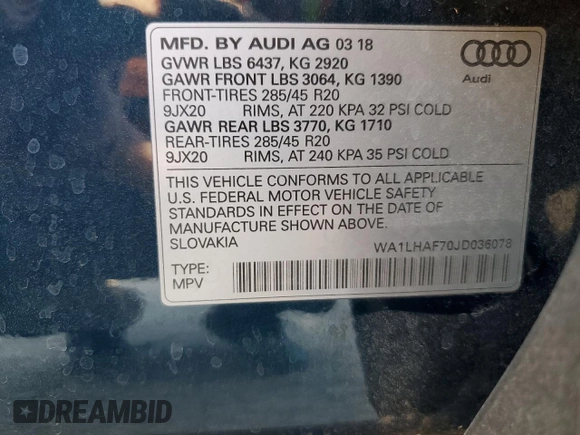 MFD. BY AUDI AG 03 18
GVWR LBS 6437, KG 2920
GAWR FRONT LBS 3064, KG 1390
FRONT-TIRES 285/45 R20
9JX20 RIMS, AT 220 KPA 32 PSI COLD
GAWR REAR LBS 3770, KG 1710
REAR-TIRES 285/45 R20
9JX20 RIMS, AT 240 KPA 35 PSI COLD
Audi
THIS VEHICLE CONFORMS TO ALL APPLICABLE
U.S. FEDERAL MOTOR VEHICLE SAFETY
STANDARDS IN EFFECT ON THE DATE OF
MANUFACTURE SHOWN ABOVE.
SLOVAKIA WA1LHAF70JD036078
TYPE:
MPV
DREAMBID